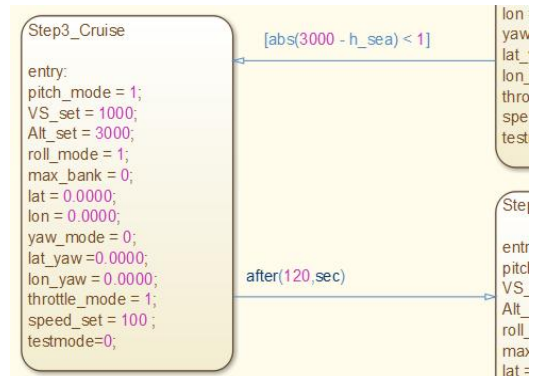 Step3_Cruise
entry:
pitch_mode = 1;
VS_set = 1000;
Alt_set = 3000;
roll_mode = 1;
max_bank = 0;
lat = 0.0000;
lon = 0.0000;
yaw_mode = 0;
lat_yaw =0.0000;
lon_yaw = 0.0000;
throttle_mode = 1;
speed_set = 100 ;
testmode=0;
[abs(3000 - h_sea) < 1]
after(120,sec)
lon =
yaw
lat_
lon_
thro
spe
test
Step
entr
pitch
VS_
Alt_
roll_
max
lat =